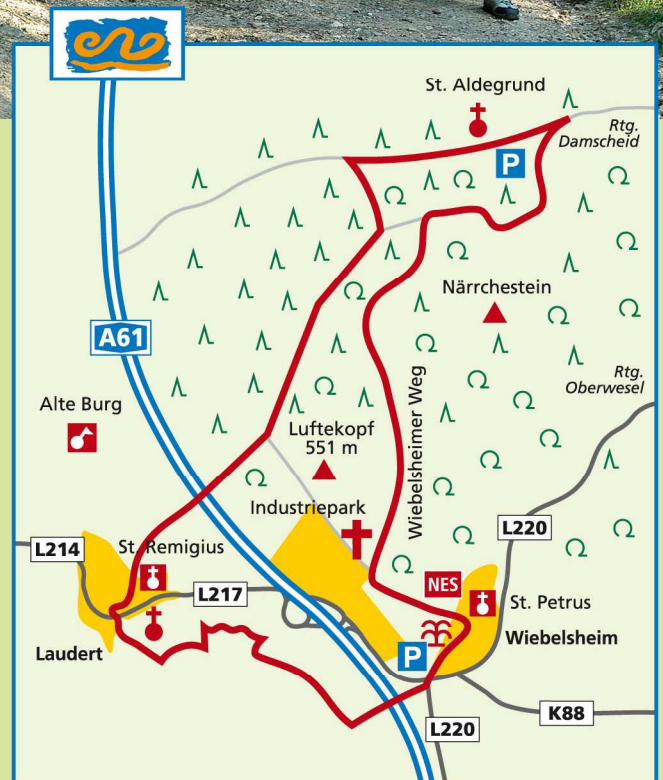 St. Aldegrund
Rtg.
Damscheid
P
Närrchestein
A61
Rtg.
Oberwesel
Alte Burg
Luftekopf
551 m
Wiebelsheimer Weg
Industriepark
L220
L214
St. Remigius
NES
L217
St. Petrus
Wiebelsheim
Laudert
P
K88
L220